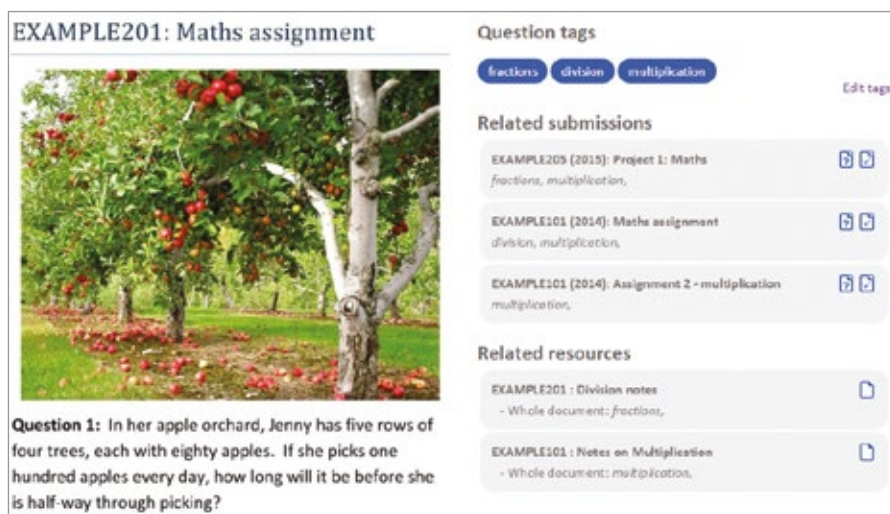 EXAMPLE201: Maths assignment
Question 1: In her apple orchard, Jenny has five rows of
four trees, each with eighty apples. If she picks one
hundred apples every day, how long will it be before she
is half-way through picking?
Question tags
fractions division multiplication
Edit tags
Related submissions
EXAMPLE205 (2015): Project 1: Maths
fractions, multiplication,
EXAMPLE101 (2014): Maths assignment
division, multiplication,
EXAMPLE101 (2014): Assignment 2 - multiplication
multiplication,
Related resources
EXAMPLE201 : Division notes
- Whole document: fractions,
EXAMPLE101 : Notes on Multiplication
- Whole document: multiplication,